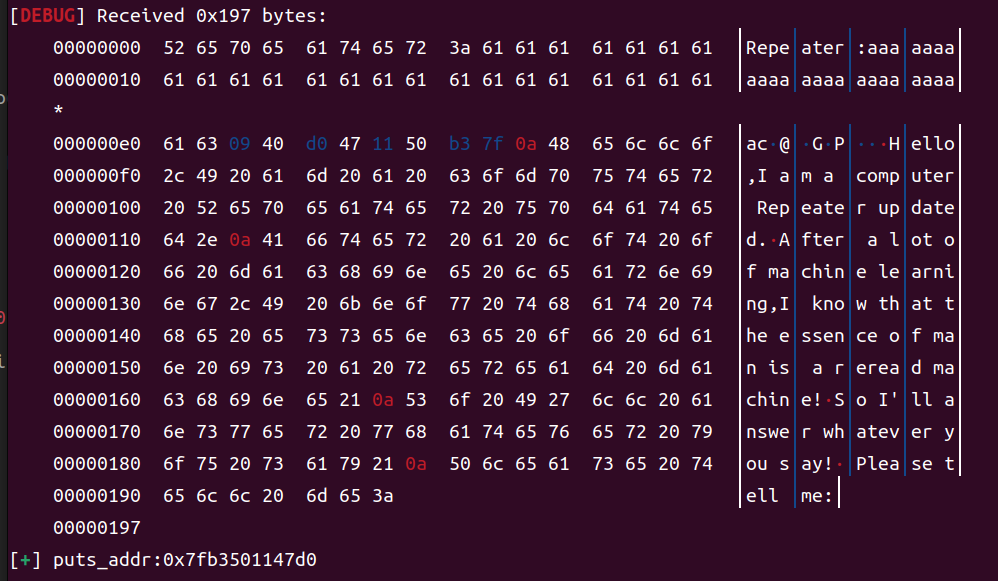 [DEBUG] Received 0x197 bytes:
00000000 52 65 70 65 61 74 65 72 3a 61 61 61 61 61 61 61 │Repe│ater│:aaa│aaaa│
00000010 61 61 61 61 61 61 61 61 61 61 61 61 61 61 61 61 │aaaa│aaaa│aaaa│aaaa│
*
000000e0 61 63 09 40 d0 47 11 50 b3 7f 0a 48 65 6c 6c 6f │ac·@│·G·P│···H│ello│
000000f0 2c 49 20 61 6d 20 61 20 63 6f 6d 70 75 74 65 72 │,I a│m a │comp│uter│
00000100 20 52 65 70 65 61 74 65 72 20 75 70 64 61 74 65 │ Rep│eate│r up│date│
00000110 64 2e 0a 41 66 74 65 72 20 61 20 6c 6f 74 20 6f │d.·A│fter│ a l│ot o│
00000120 66 20 6d 61 63 68 69 6e 65 20 6c 65 61 72 6e 69 │f ma│chin│e le│arni│
00000130 6e 67 2c 49 20 6b 6e 6f 77 20 74 68 61 74 20 74 │ng,I│ kno│w th│at t│
00000140 68 65 20 65 73 73 65 6e 63 65 20 6f 66 20 6d 61 │he e│ssen│ce o│f ma│
00000150 6e 20 69 73 20 61 20 72 65 72 65 61 64 20 6d 61 │n is│ a r│erea│d ma│
00000160 63 68 69 6e 65 21 0a 53 6f 20 49 27 6c 6c 20 61 │chin│e!·S│o I'│ll a│
00000170 6e 73 77 65 72 20 77 68 61 74 65 76 65 72 20 79 │nswe│r wh│atev│er y│
00000180 6f 75 20 73 61 79 21 0a 50 6c 65 61 73 65 20 74 │ou s│ay!·│Plea│se t│
00000190 65 6c 6c 20 6d 65 3a │ell │me:│
00000197
[+] puts_addr:0x7fb3501147d0